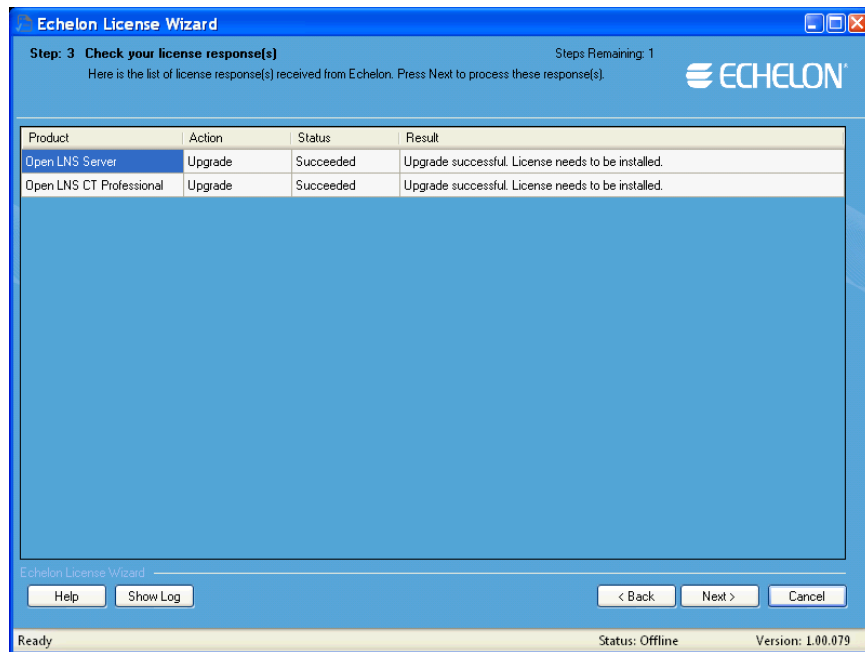 Echelon License Wizard
Step: 3 Check your license response(s)
Steps Remaining: 1
Here is the list of license response(s) received from Echelon. Press Next to process these response(s).
ECHELON
Product Action Status Result
Open LNS Server Upgrade Succeeded Upgrade successful. License needs to be installed.
Open LNS CT Professional Upgrade Succeeded Upgrade successful. License needs to be installed.
Echelon License Wizard
Help Show Log < Back Next > Cancel
Ready Status: Offline Version: 1.00.079